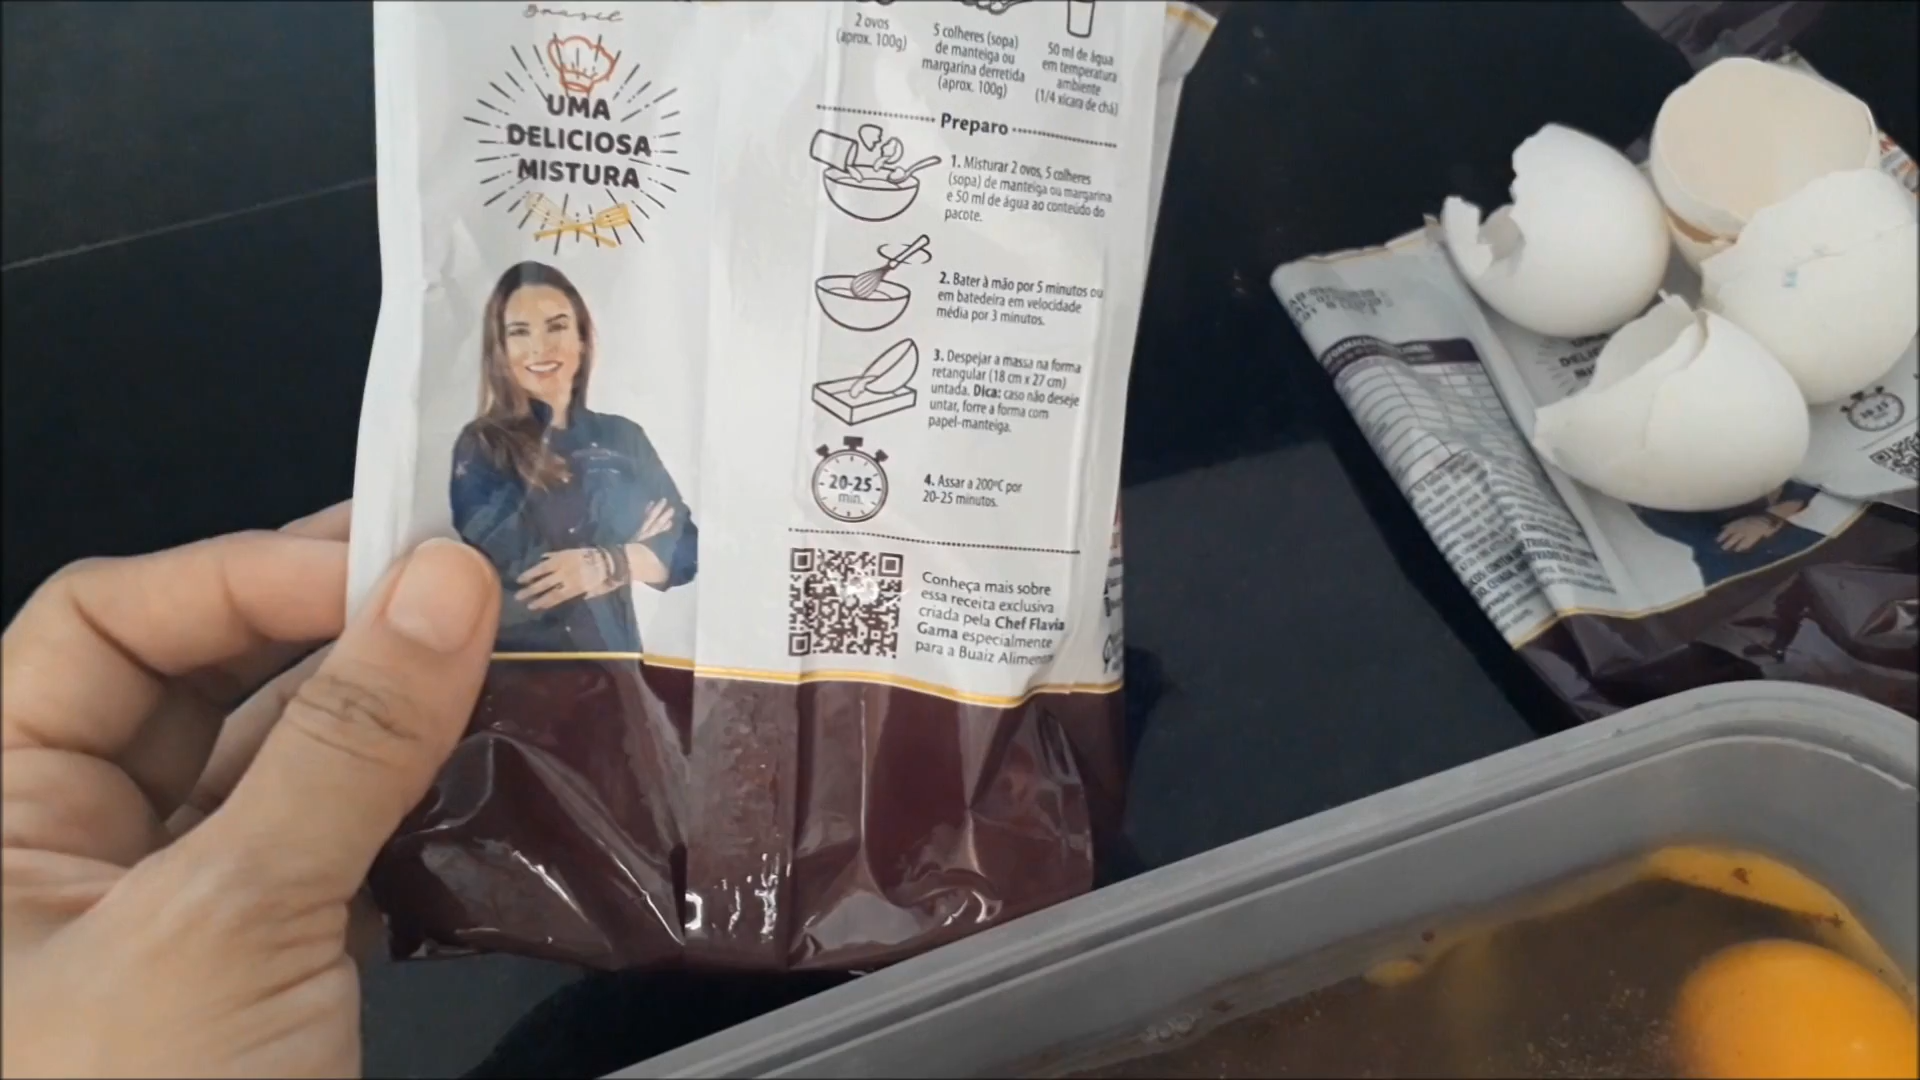 Brasil
UMA
DELICIOSA
MISTURA
2 ovos
(aprox. 100g)
5 colheres (sopa)
de manteiga ou
margarina derretida
(aprox. 100g)
50 ml de água
em temperatura
ambiente
(1/4 xícara de chá)
Preparo
1. Misturar 2 ovos, 5 colheres
(sopa) de manteiga ou margarina
e 50 ml de água ao conteúdo do
pacote.
2. Bater à mão por 5 minutos ou
em batedeira em velocidade
média por 3 minutos.
3. Despejar a massa na forma
retangular (18 cm x 27 cm)
untada. Dica: caso não deseje
untar, forre a forma com
papel-manteiga.
20-25
min.
4. Assar a 200ºC por
20-25 minutos.
Conheça mais sobre
essa receita exclusiva
criada pela Chef Flavia
Gama especialmente
para a Buaiz Alimentos
20-25